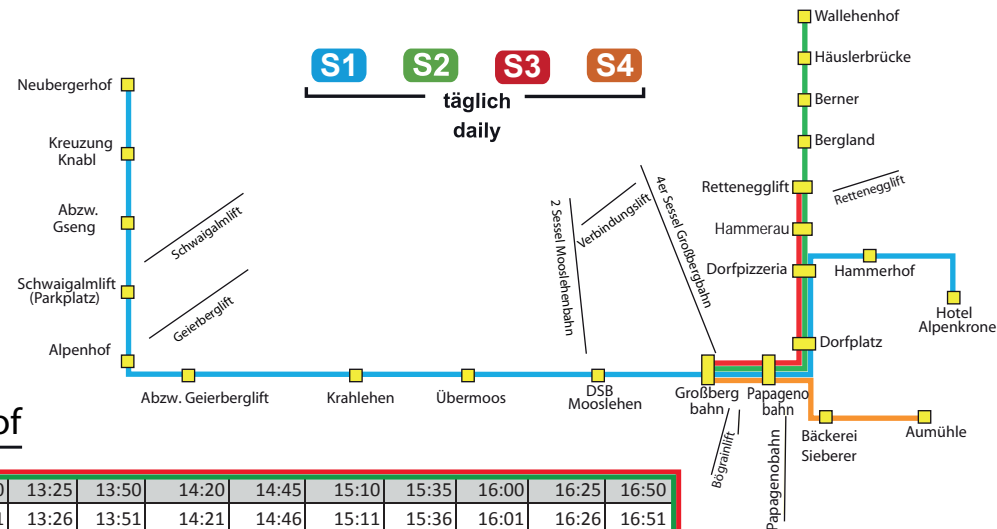 S1 S2 S3 S4
täglich
daily
Wallehenhof
Häuslerbrücke
Berner
Bergland
Rettenegglift
Rettenegglift
Hammerau
Dorfpizzeria
Hammerhof
Hotel
Alpenkrone
Dorfplatz
Neubergerhof
Kreuzung
Knabl
Abzw.
Gseng
Schwaigalmlift
(Parkplatz)
Alpenhof
Schwaigalmlift
Geierberglift
2 Sessel Mooslehenbahn
Verbindungslift
4er Sessel Großbergbahn
Abzw. Geierberglift
Krahlehen
Übermoos
DSB
Mooslehen
Großberg
bahn
Papageno
bahn
Bäckerei
Sieberer
Aumühle
Bögrainlift
Papagenobahn
of
0 13:25 13:50 14:20 14:45 15:10 15:35 16:00 16:25 16:50
1 13:26 13:51 14:21 14:46 15:11 15:36 16:01 16:26 16:51